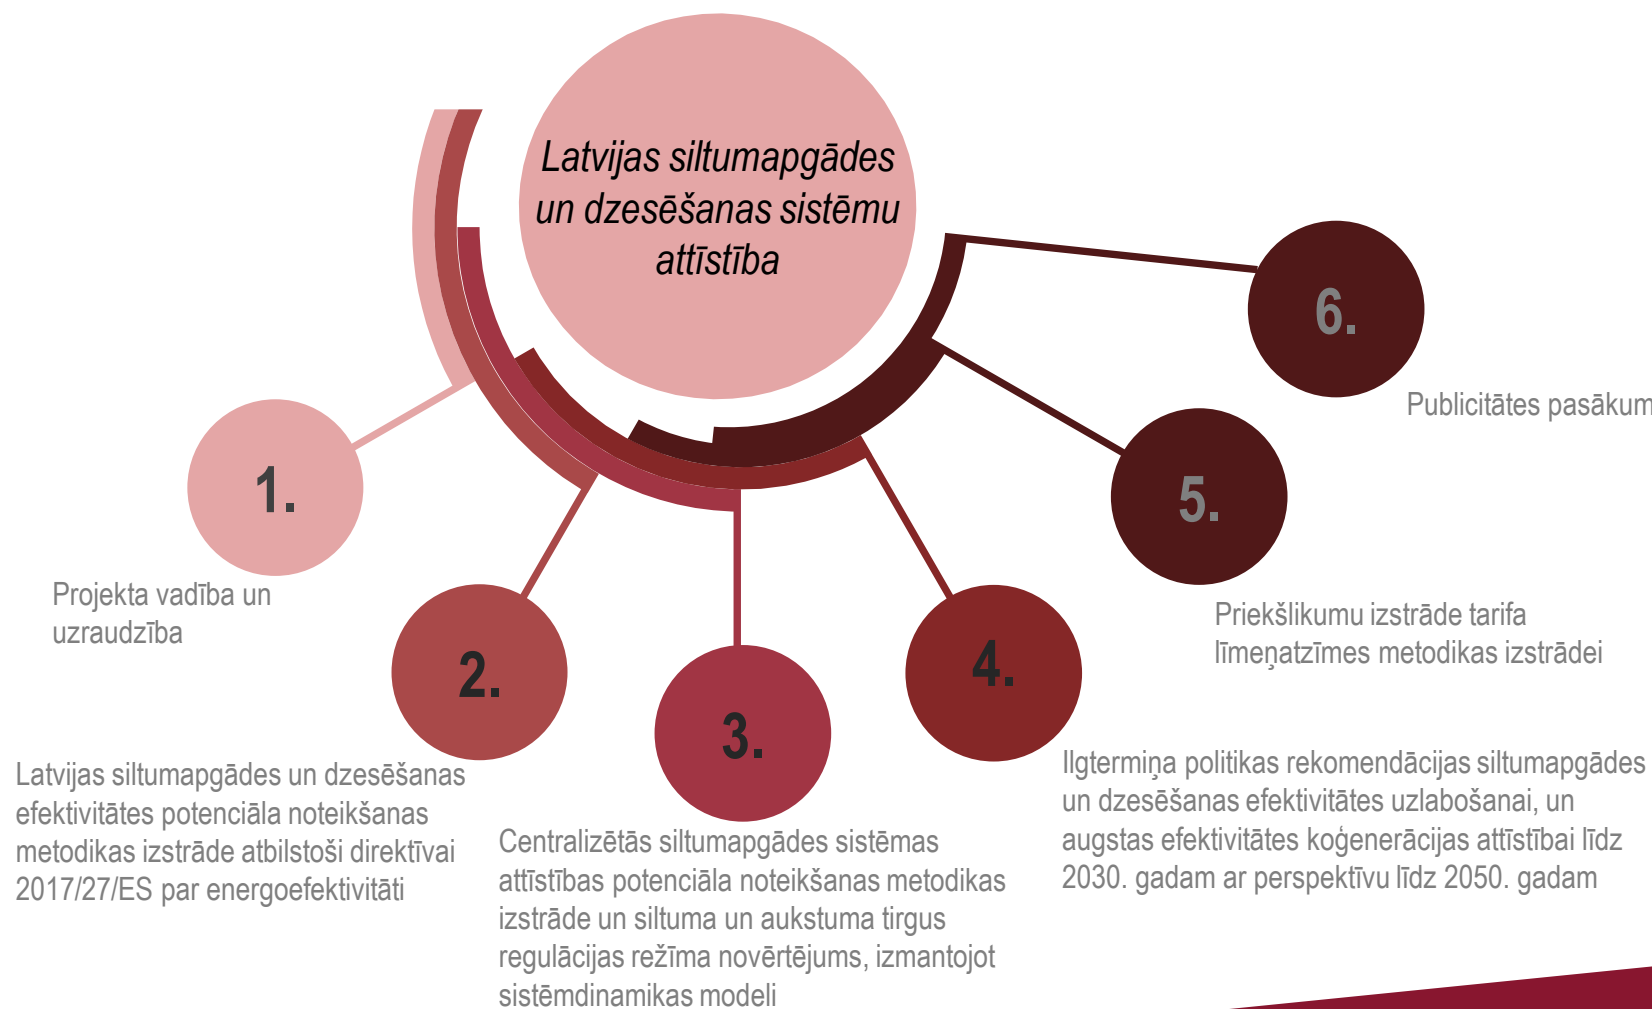 Latvijas siltumapgādes
un dzesēšanas sistēmu
attīstība
1.
Projekta vadība un
uzraudzība
2.
Latvijas siltumapgādes un dzesēšanas
efektivitātes potenciāla noteikšanas
metodikas izstrāde atbilstoši direktīvai
2017/27/ES par energoefektivitāti
3.
Centralizētās siltumapgādes sistēmas
attīstības potenciāla noteikšanas metodikas
izstrāde un siltuma un aukstuma tirgus
regulācijas režīma novērtējums, izmantojot
sistēmdinamikas modeli
4.
Ilgtermiņa politikas rekomendācijas siltumapgādes
un dzesēšanas efektivitātes uzlabošanai, un
augstas efektivitātes koģenerācijas attīstībai līdz
2030. gadam ar perspektīvu līdz 2050. gadam
5.
Priekšlikumu izstrāde tarifa
līmeņatzīmes metodikas izstrādei
6.
Publicitātes pasākum